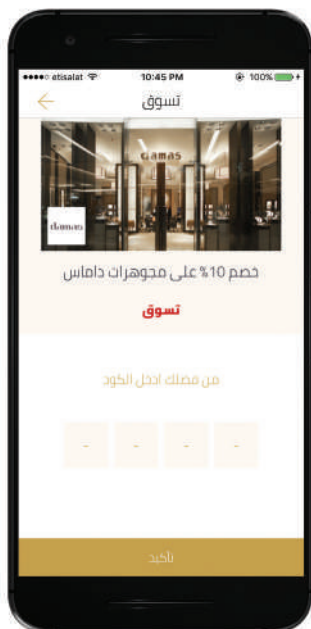 etisalat 10:45 PM 100%
تسوق
damas
damas
خصم 10% على مجوهرات داماس
تسوق
من فضلك ادخل الكود
- - - -
تأكيد